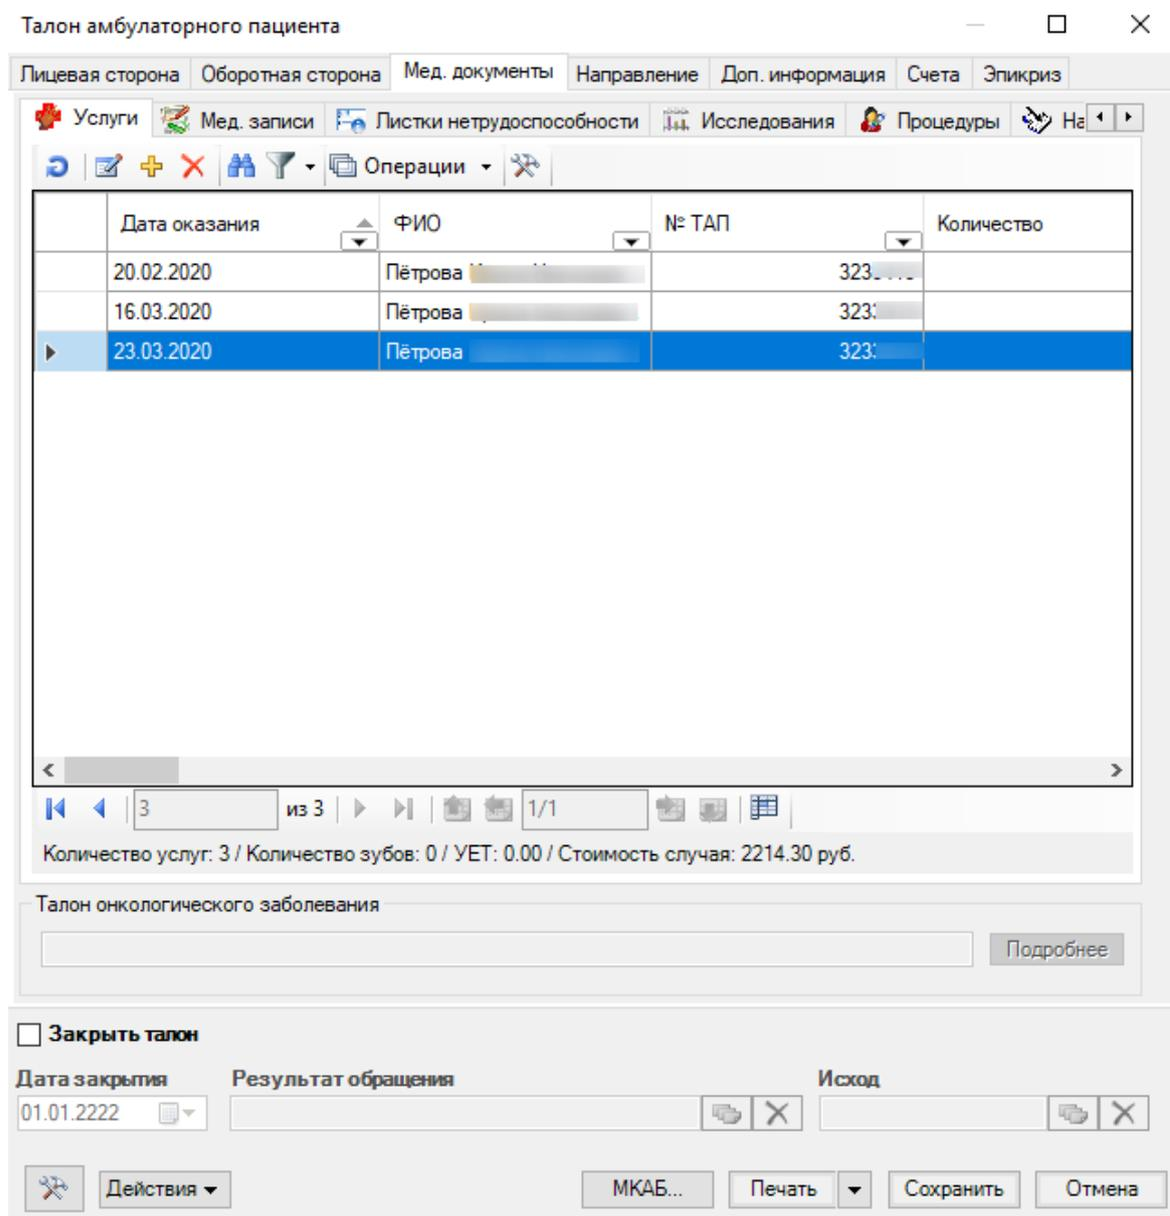 Талон амбулаторного пациента
Лицевая сторона Оборотная сторона Мед. документы Направление Доп. информация Счета Эпикриз
Услуги Мед. записи Листки нетрудоспособности Исследования Процедуры На
Операции
Дата оказания ФИО № ТАП Количество
20.02.2020 Пётрова 323
16.03.2020 Пётрова 323
23.03.2020 Пётрова 323
3 из 3 1/1
Количество услуг: 3 / Количество зубов: 0 / УЕТ: 0.00 / Стоимость случая: 2214.30 руб.
Талон онкологического заболевания
Подробнее
Закрыть талон
Дата закрытия Результат обращения Исход
01.01.2222
Действия МКАБ... Печать Сохранить Отмена